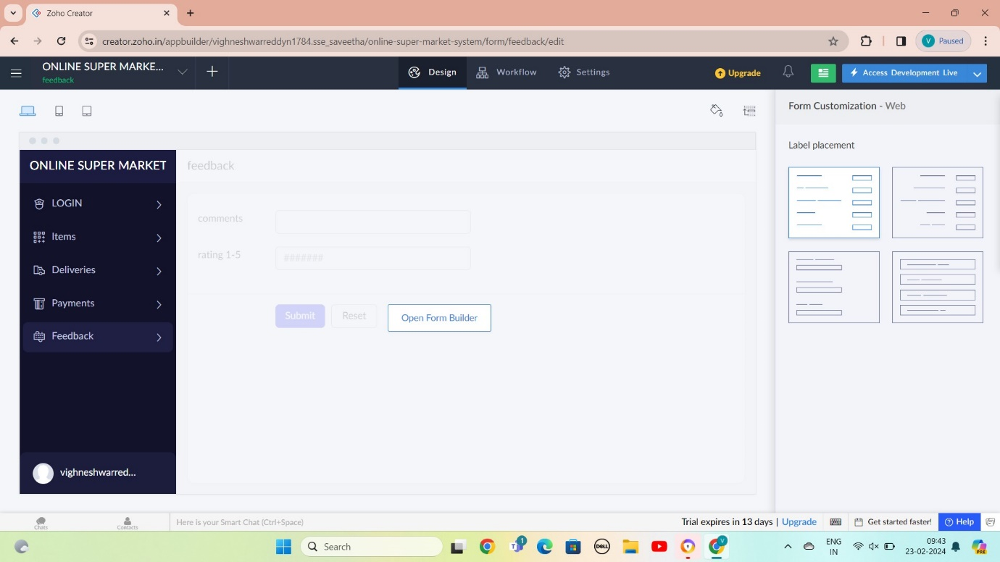 Zoho Creator
creator.zoho.in/appbuilder/vighneshwarreddyn1784.sse_saveetha/online-super-market-system/form/feedback/edit
V Paused
ONLINE SUPER MARKE...
feedback
Design
Workflow
Settings
Upgrade
Access Development Live
Form Customization - Web
Label placement
ONLINE SUPER MARKET
LOGIN
Items
Deliveries
Payments
Feedback
vighneshwarred...
feedback
comments
rating 1-5
#######
Submit
Reset
Open Form Builder
Chats
Contacts
Here is your Smart Chat (Ctrl+Space)
Trial expires in 13 days | Upgrade
Get started faster!
Help
Search
1
DELL
V
ENG
IN
09:43
23-02-2024
PRE